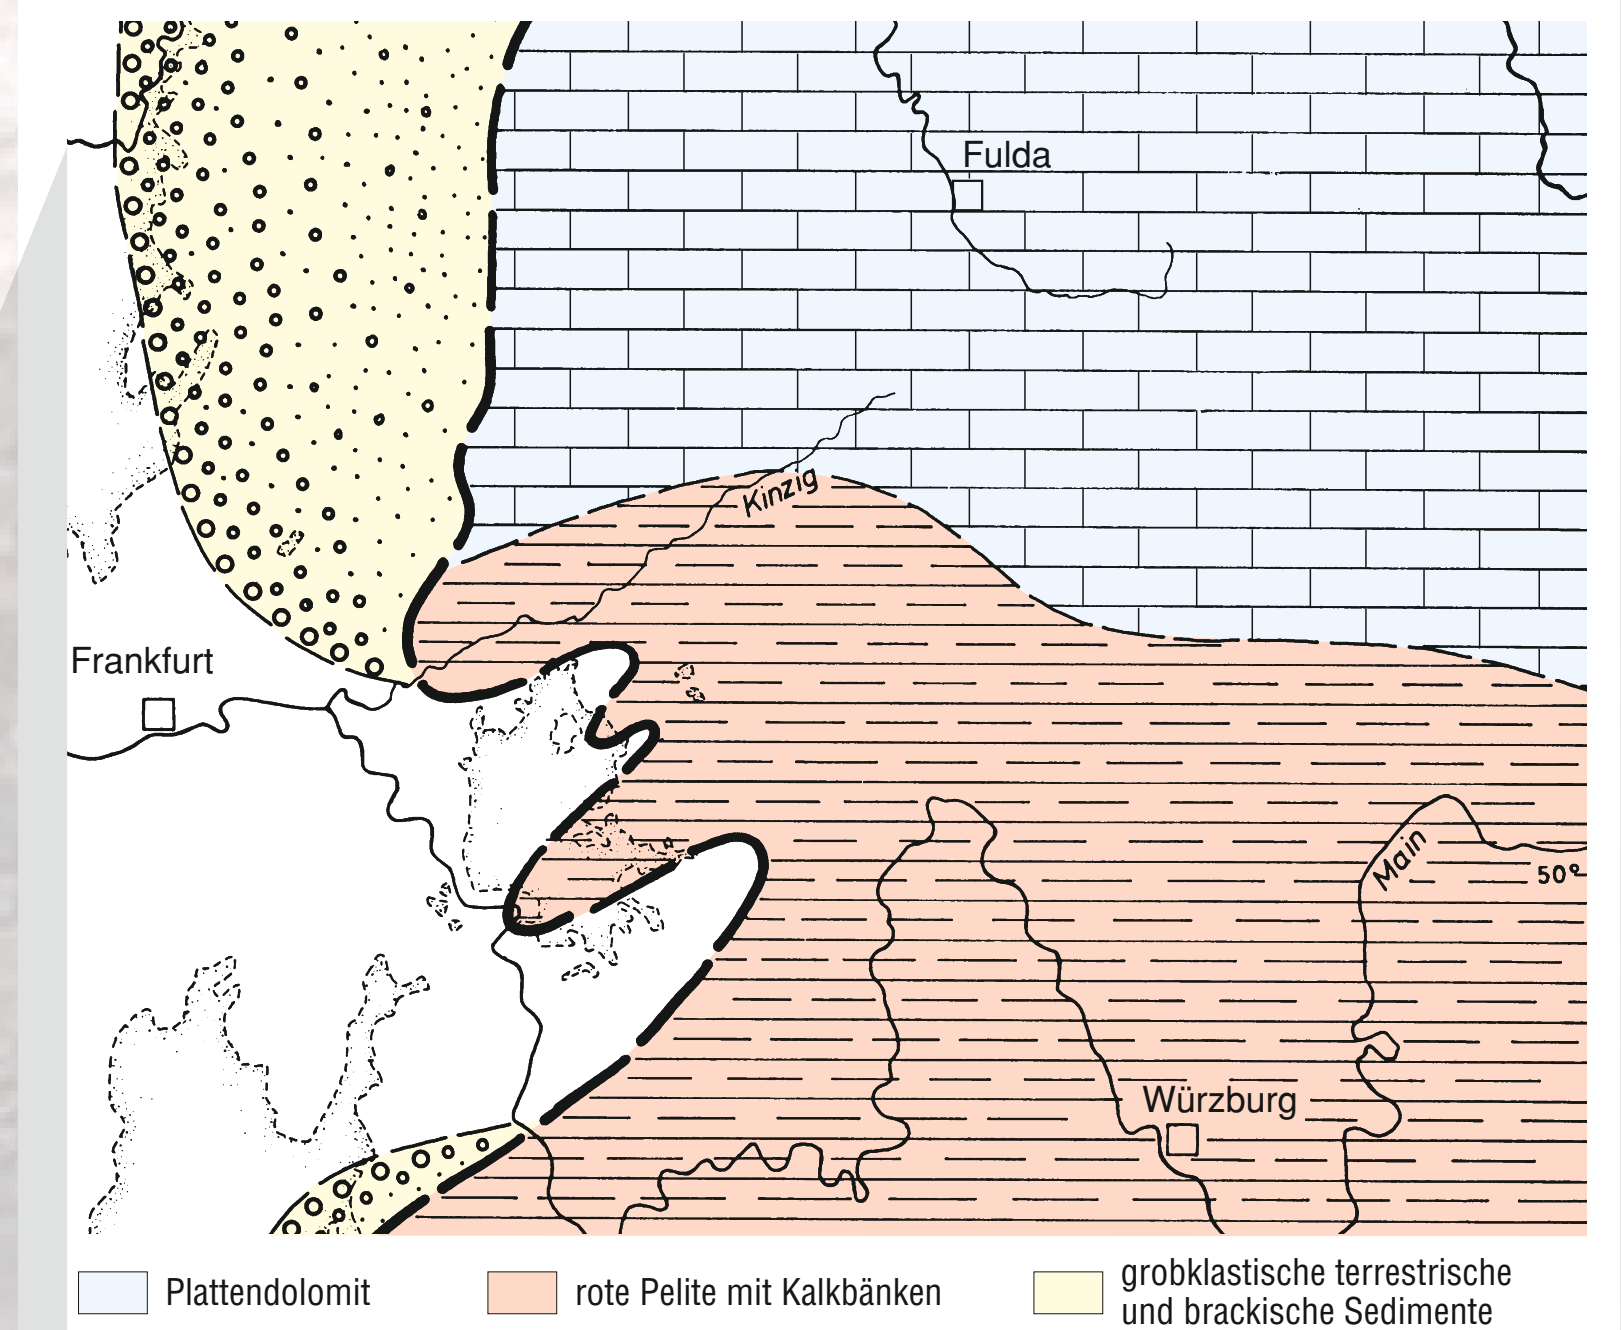 Fulda
Kinzig
Frankfurt
Main
50°
Würzburg
Plattendolomit
rote Pelite mit Kalkbänken
grobklastische terrestrische
und brackische Sedimente